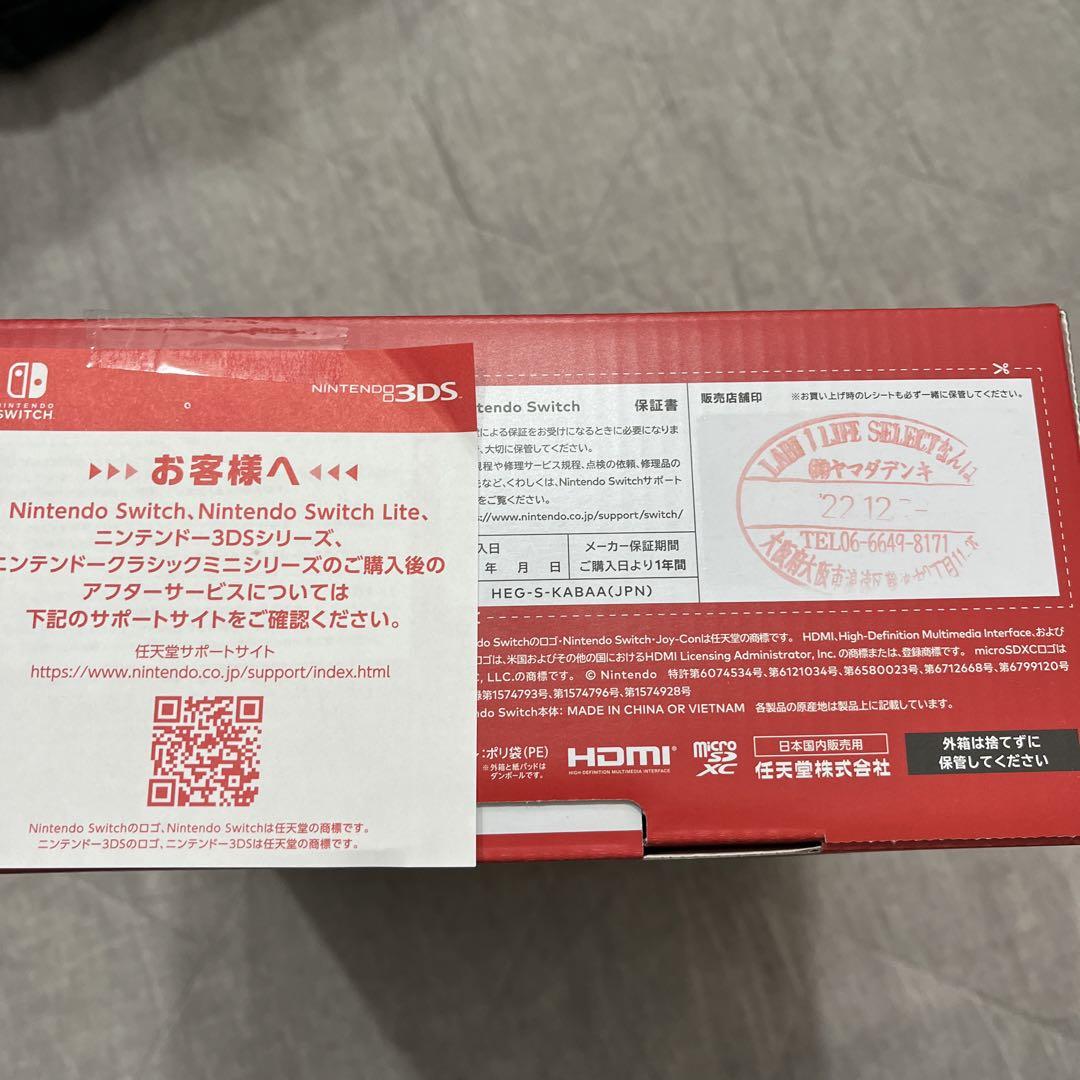 NINTENDO
SWITCH.
NINTENDO 3DS
お客様へ
Nintendo Switch、Nintendo Switch Lite、
ニンテンドー3DSシリーズ、
ニンテンドークラシックミニシリーズのご購入後の
アフターサービスについては
下記のサポートサイトをご確認ください。
任天堂サポートサイト
https://www.nintendo.co.jp/support/index.html
Nintendo Switchのロゴ、Nintendo Switchは任天堂の商標です。
ニンテンドー3DSのロゴ、ニンテンドー3DSは任天堂の商標です。
tendo Switch 保証書
による保証をお受けになるときに必要になりま
、大切に保管してください。
規程や修理サービス規程、点検の依頼、修理品の
など、くわしくは、Nintendo Switchサポート
をご覧ください。
://www.nintendo.co.jp/support/switch/
入日
年 月 日
メーカー保証期間
ご購入日より1年間
HEG-S-KABAA(JPN)
販売店舗印 ※お買い上げ時のレシートも必ず一緒に保管してください。
LABI 1 LIFE SELECTなんば
㈱ヤマダデンキ
'22.12.
TEL06-6649-8171
大阪府大阪市浪速区
do Switchのロゴ・Nintendo Switch・Joy-Conは任天堂の商標です。 HDMI、High-Definition Multimedia Interface、および
ロゴは、米国およびその他の国におけるHDMI Licensing Administrator, Inc. の商標または、登録商標です。 microSDXCロゴは
, LLC.の商標です。 © Nintendo 特許第6074534号、第6121034号、第6580023号、第6712668号、第6799120号
第1574793号、第1574796号、第1574928号
do Switch本体: MADE IN CHINA OR VIETNAM 各製品の原産地は製品上に記載しています。
:ポリ袋(PE)
※外箱と紙パッドは
ダンボールです。
HDMI
HIGH-DEFINITION MULTIMEDIA INTERFACE
micro
SD
XC
日本国内販売用
任天堂株式会社
外箱は捨てずに
保管してください